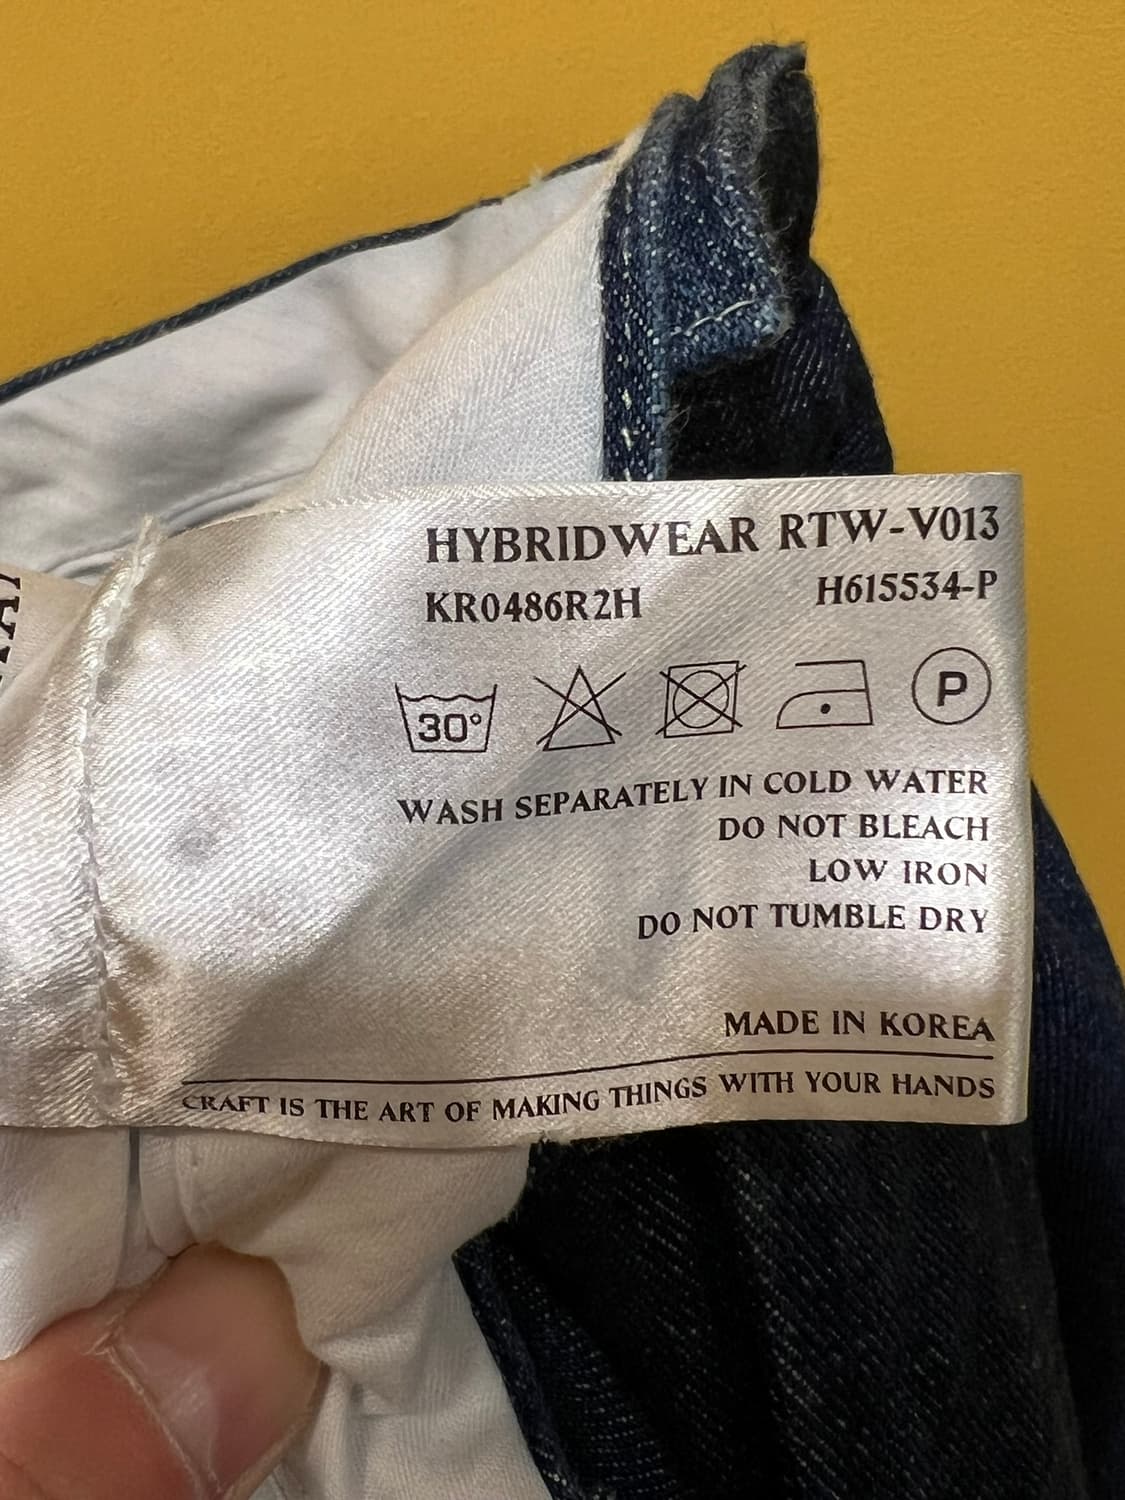 HYBRIDWEAR RTW-V013
KR0486R2H H615534-P
30° P
WASH SEPARATELY IN COLD WATER
DO NOT BLEACH
LOW IRON
DO NOT TUMBLE DRY
MADE IN KOREA
CRAFT IS THE ART OF MAKING THINGS WITH YOUR HANDS